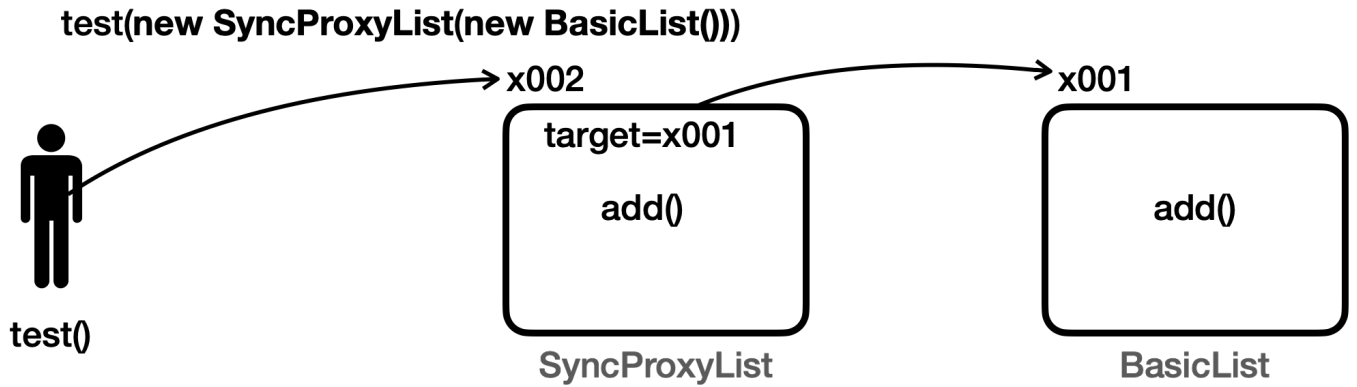 test(new SyncProxyList(new BasicList()))
x002
x001
target=x001
add()
add()
test()
SyncProxyList
BasicList